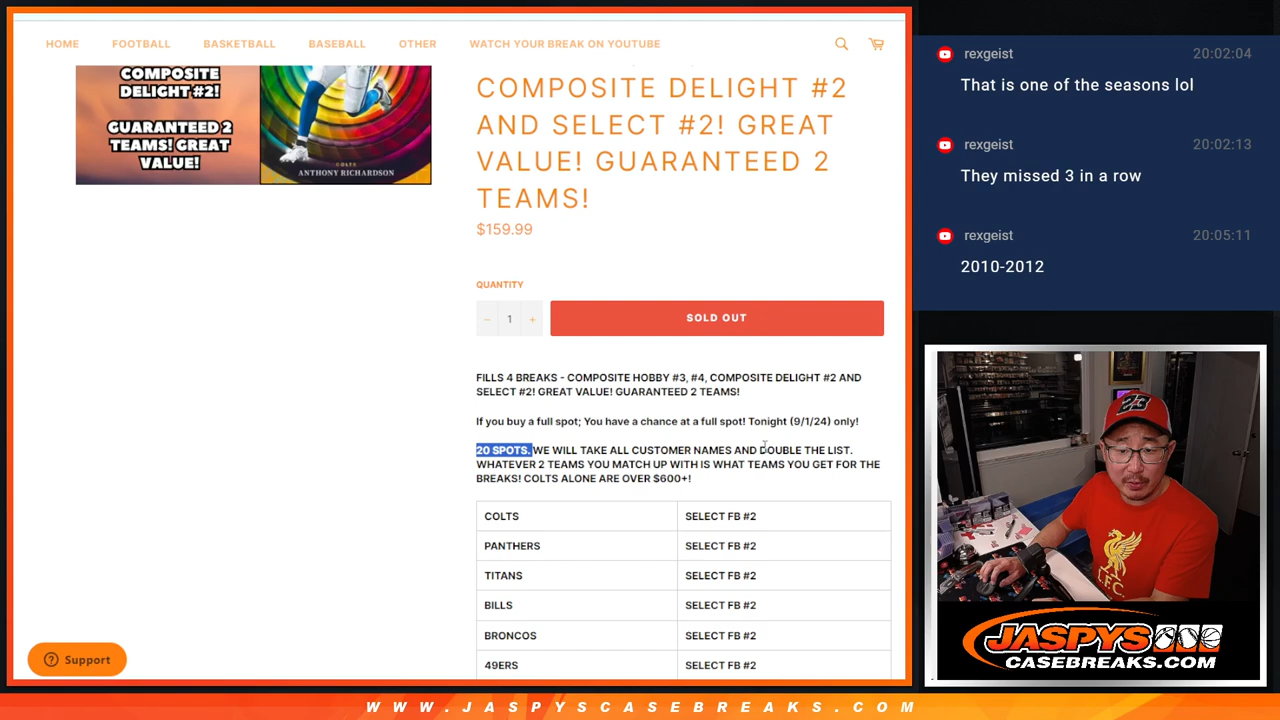 HOME
FOOTBALL
BASKETBALL
BASEBALL
OTHER
WATCH YOUR BREAK ON YOUTUBE
COMPOSITE
DELIGHT #2!
GUARANTEED 2
TEAMS! GREAT
VALUE!
COLTS
ANTHONY RICHARDSON
COMPOSITE DELIGHT #2
AND SELECT #2! GREAT
VALUE! GUARANTEED 2
TEAMS!
$159.99
QUANTITY
− 1 +
SOLD OUT
FILLS 4 BREAKS - COMPOSITE HOBBY #3, #4, COMPOSITE DELIGHT #2 AND
SELECT #2! GREAT VALUE! GUARANTEED 2 TEAMS!
If you buy a full spot; You have a chance at a full spot! Tonight (9/1/24) only!
20 SPOTS. WE WILL TAKE ALL CUSTOMER NAMES AND DOUBLE THE LIST.
WHATEVER 2 TEAMS YOU MATCH UP WITH IS WHAT TEAMS YOU GET FOR THE
BREAKS! COLTS ALONE ARE OVER $600+!
COLTS SELECT FB #2
PANTHERS SELECT FB #2
TITANS SELECT FB #2
BILLS SELECT FB #2
BRONCOS SELECT FB #2
49ERS SELECT FB #2
Support
rexgeist 20:02:04
That is one of the seasons lol
rexgeist 20:02:13
They missed 3 in a row
rexgeist 20:05:11
2010-2012
L.F.C.
JASPYS
CASEBREAKS.COM
WWW.JASPYSCASEBREAKS.COM